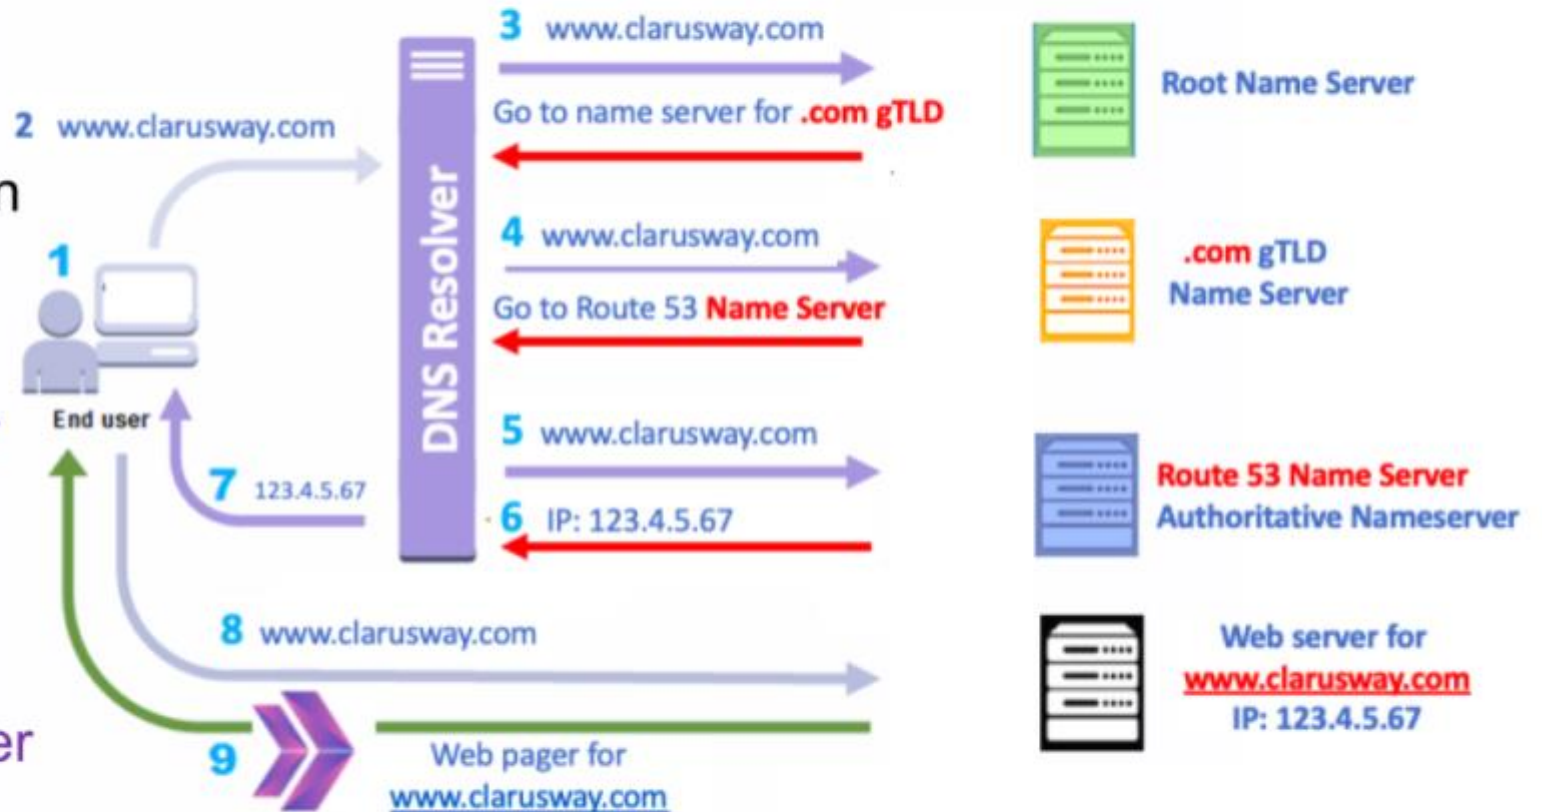 3 www.clarusway.com
Go to name server for .com gTLD
Root Name Server
2 www.clarusway.com
n
1
End user
DNS Resolver
4 www.clarusway.com
Go to Route 53 Name Server
.com gTLD
Name Server
5 www.clarusway.com
6 IP: 123.4.5.67
Route 53 Name Server
Authoritative Nameserver
7 123.4.5.67
8 www.clarusway.com
Web server for
www.clarusway.com
IP: 123.4.5.67
er
9
Web pager for
www.clarusway.com